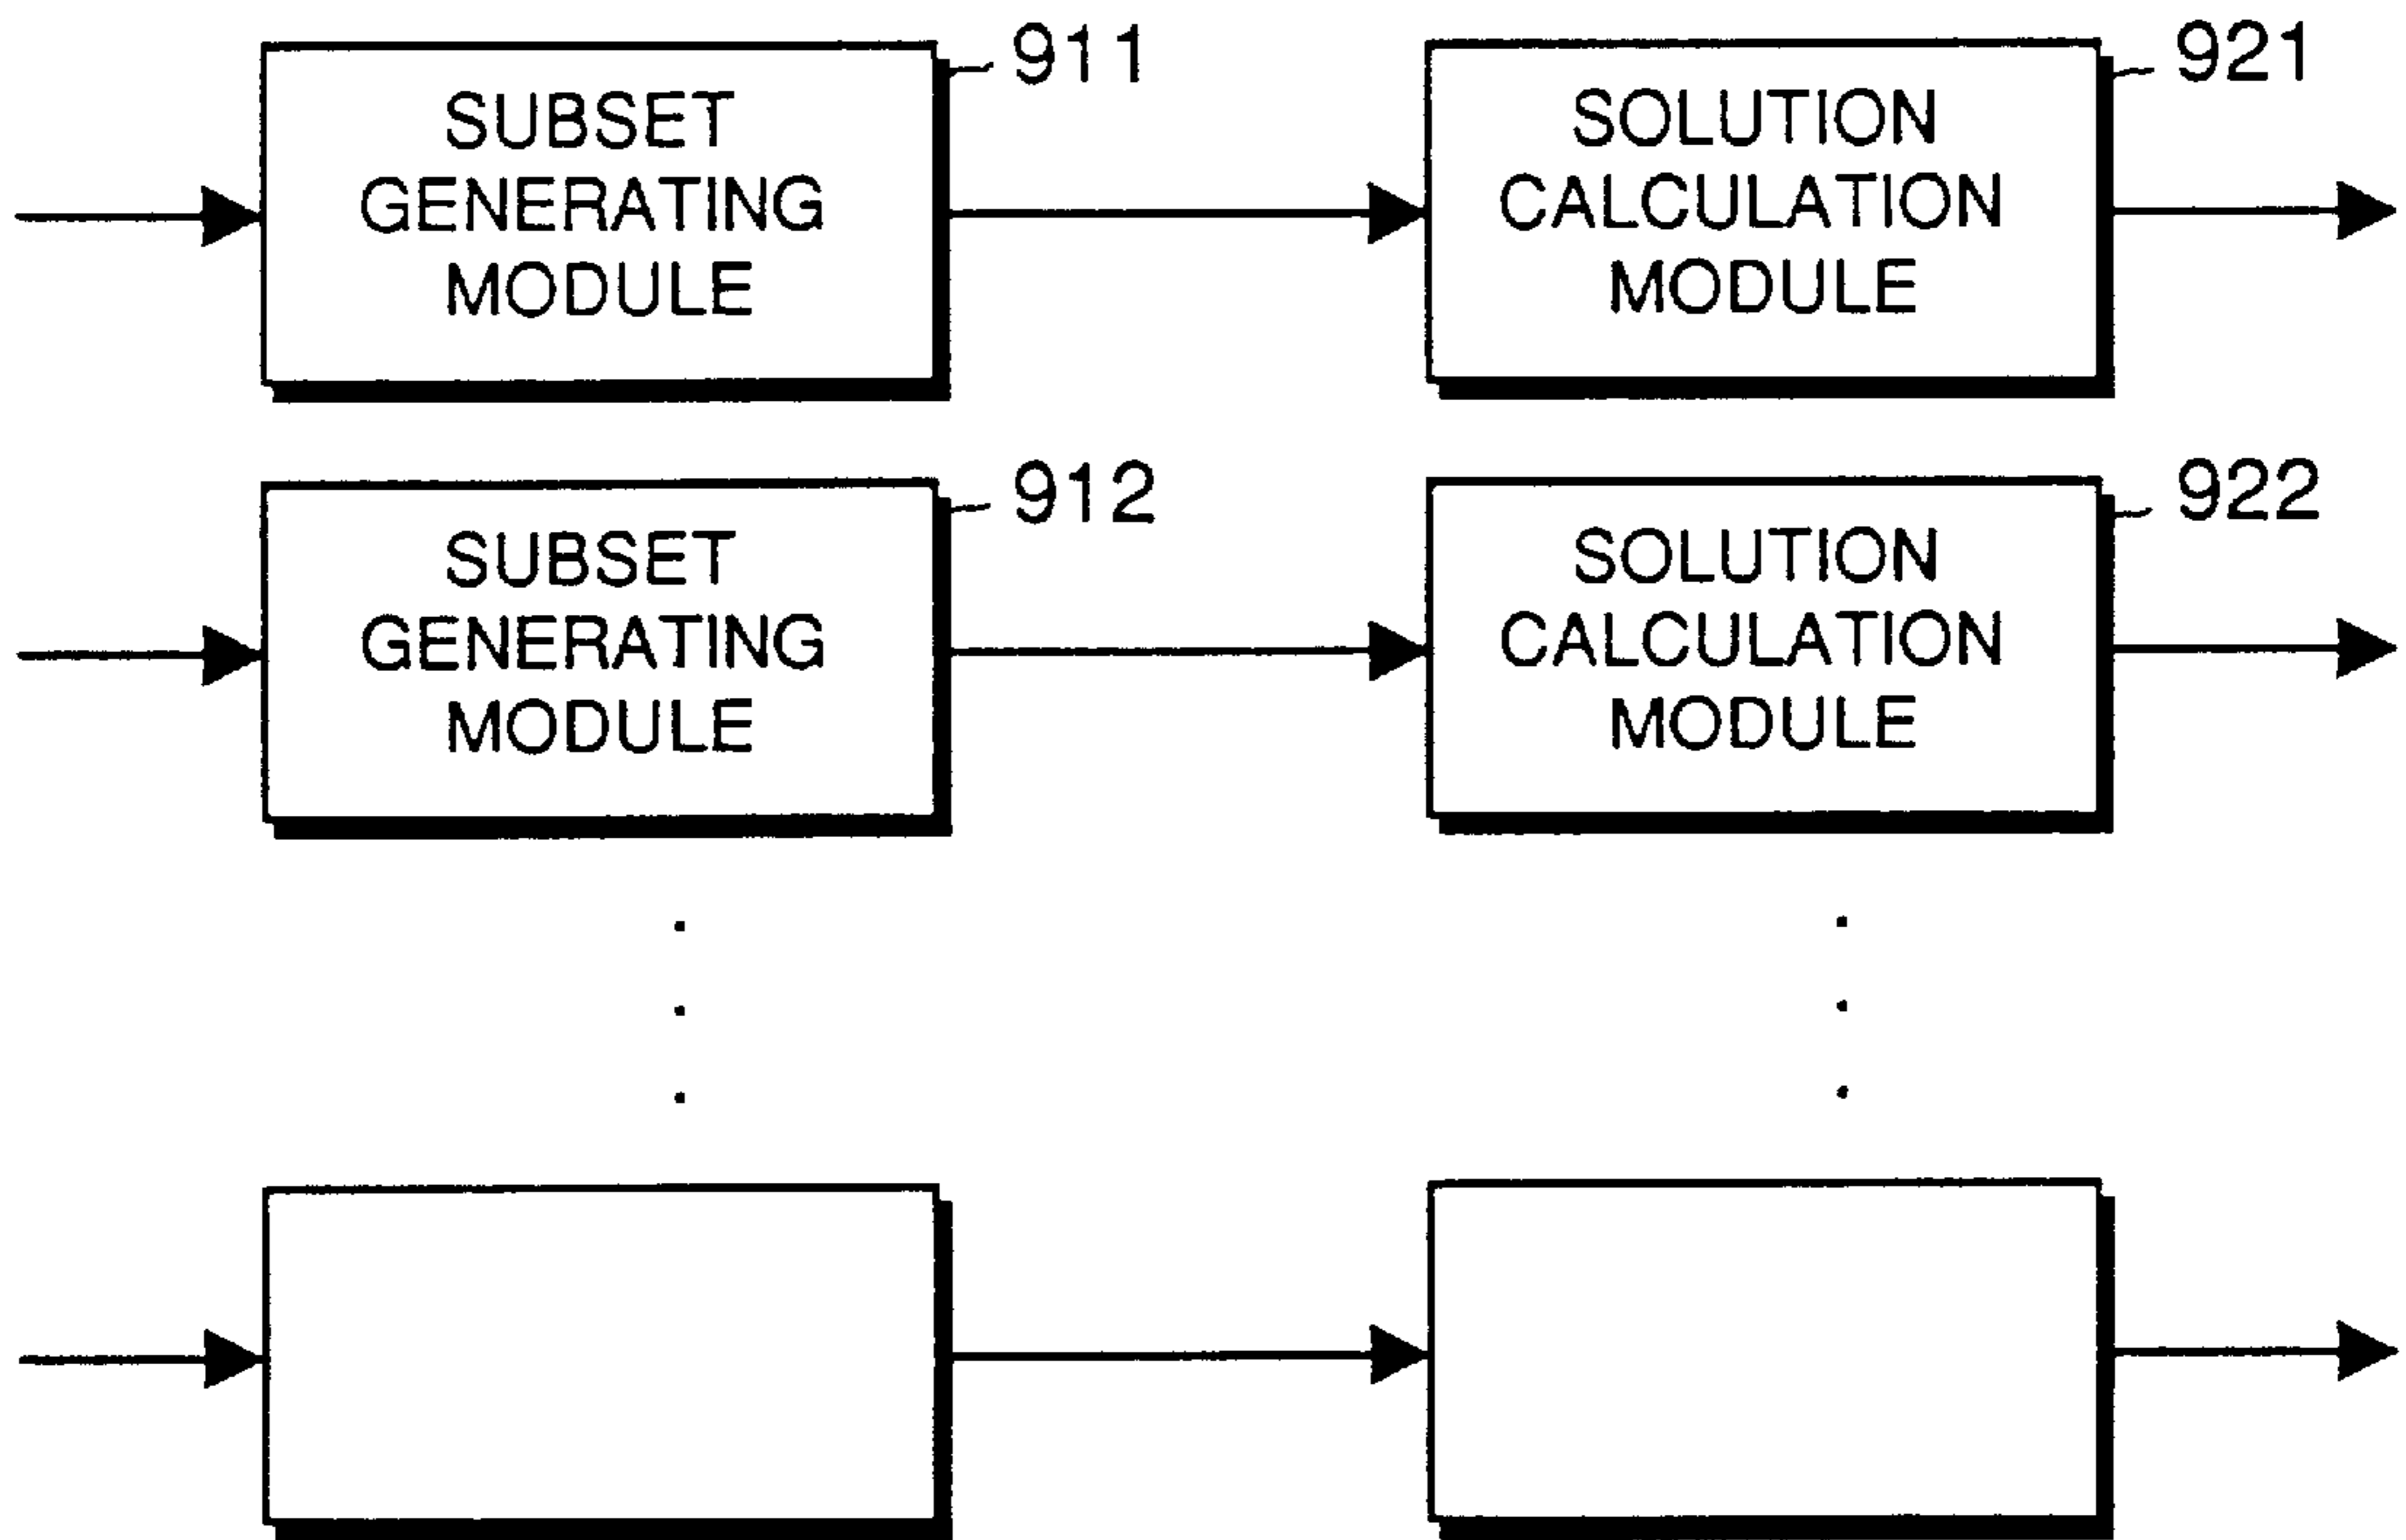 911
SUBSET
GENERATING
MODULE
921
SOLUTION
CALCULATION
MODULE
912
SUBSET
GENERATING
MODULE
922
SOLUTION
CALCULATION
MODULE